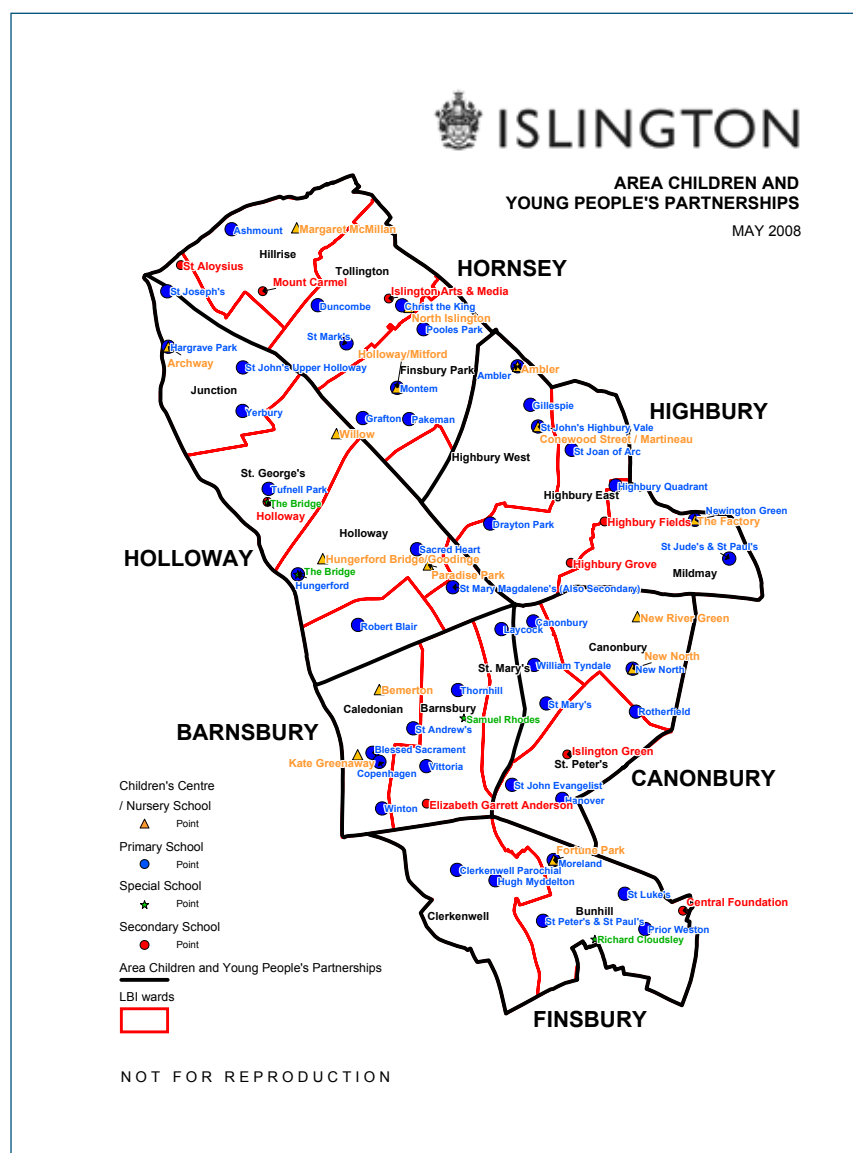 ISLINGTON
AREA CHILDREN AND
YOUNG PEOPLE'S PARTNERSHIPS
MAY 2008
Ashmount
Margaret McMillan
Hillrise
Tollington
HORNSEY
St Aloysius
Mount Carmel
Islington Arts & Media
St Joseph's
Duncombe
Christ the King
North Islington
Pooles Park
St Mark's
Hargrave Park
Archway
Holloway/Mitford
St John's Upper Holloway
Finsbury Park
Ambler
Ambler
Junction
Montem
Yerbury
Grafton
Pakeman
Gillespie
HIGHBURY
St John's Highbury Vale
Conewood Street / Martineau
Willow
St Joan of Arc
Highbury West
St. George's
Tufnell Park
The Bridge
Holloway
Highbury Quadrant
Highbury East
Newington Green
The Factory
Highbury Fields
Drayton Park
Holloway
HOLLOWAY
Sacred Heart
St Jude's & St Paul's
Hungerford Bridge/Goodinge
Highbury Grove
Mildmay
The Bridge
Paradise Park
Hungerford
St Mary Magdalene's (Also Secondary)
New River Green
Robert Blair
Laycock
Canonbury
Canonbury
St. Mary's
William Tyndale
New North
New North
Bemerton
Thornhill
Caledonian
Barnsbury
St Mary's
Samuel Rhodes
Rotherfield
BARNSBURY
St Andrew's
Blessed Sacrament
Kate Greenaway
Copenhagen
Vittoria
Islington Green
St. Peter's
CANONBURY
St John Evangelist
Hanover
Winton
Elizabeth Garrett Anderson
Children's Centre
/ Nursery School
Point
Primary School
Point
Special School
Point
Secondary School
Point
Area Children and Young People's Partnerships
LBI wards
Fortune Park
Moreland
Clerkenwell Parochial
Hugh Myddelton
St Luke's
Central Foundation
Clerkenwell
Bunhill
St Peter's & St Paul's
Prior Weston
Richard Cloudsley
FINSBURY
NOT FOR REPRODUCTION